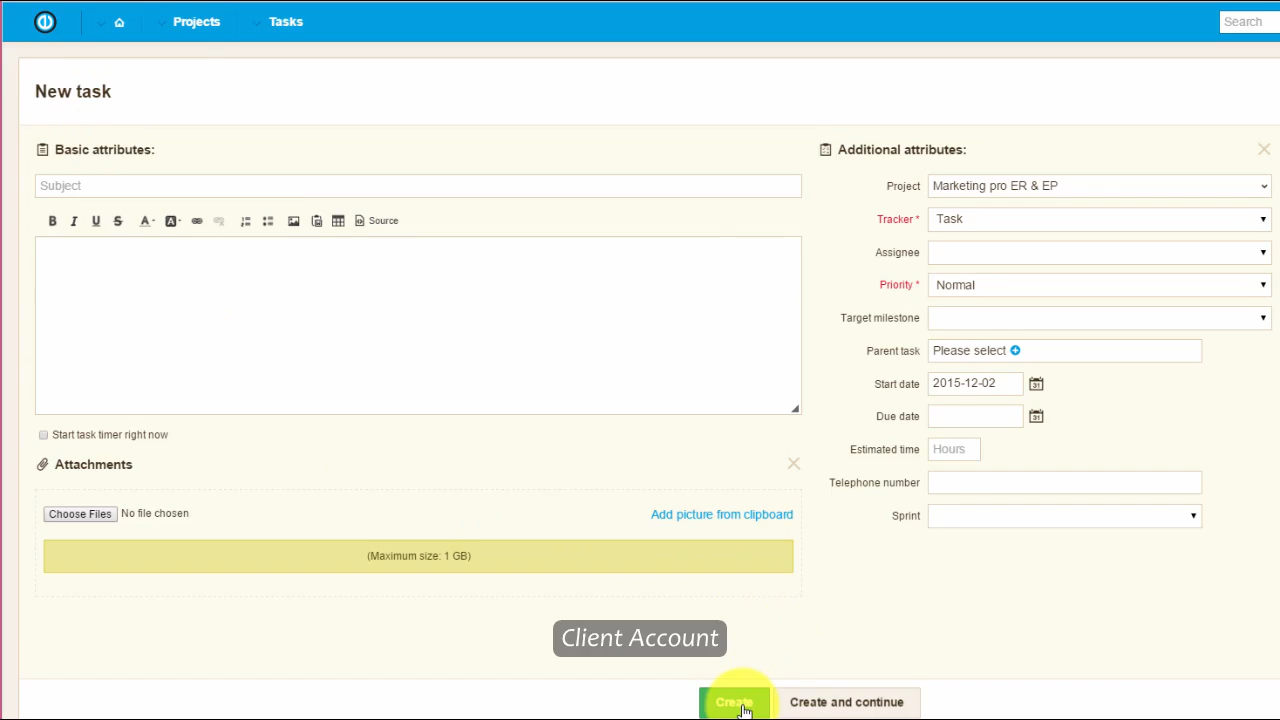 Projects
Tasks
Search
New task
Basic attributes:
Subject
B I U S A A Source
Start task timer right now
Attachments
Choose Files No file chosen
Add picture from clipboard
(Maximum size: 1 GB)
Additional attributes:
Project Marketing pro ER & EP
Tracker * Task
Assignee
Priority * Normal
Target milestone
Parent task Please select
Start date 2015-12-02 31
Due date 31
Estimated time Hours
Telephone number
Sprint
Client Account
Create
Create and continue